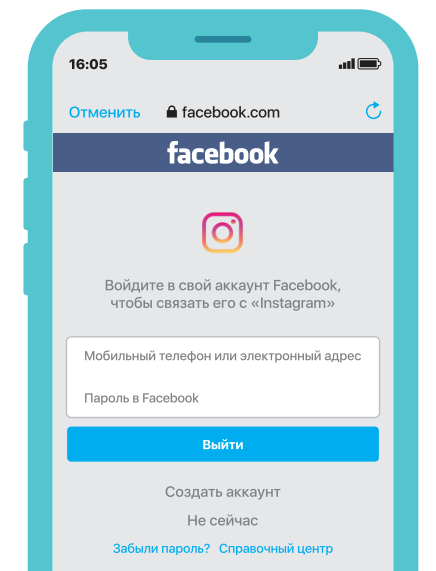 16:05
Отменить facebook.com
facebook
Войдите в свой аккаунт Facebook,
чтобы связать его с «Instagram»
Мобильный телефон или электронный адрес
Пароль в Facebook
Выйти
Создать аккаунт
Не сейчас
Забыли пароль? Справочный центр